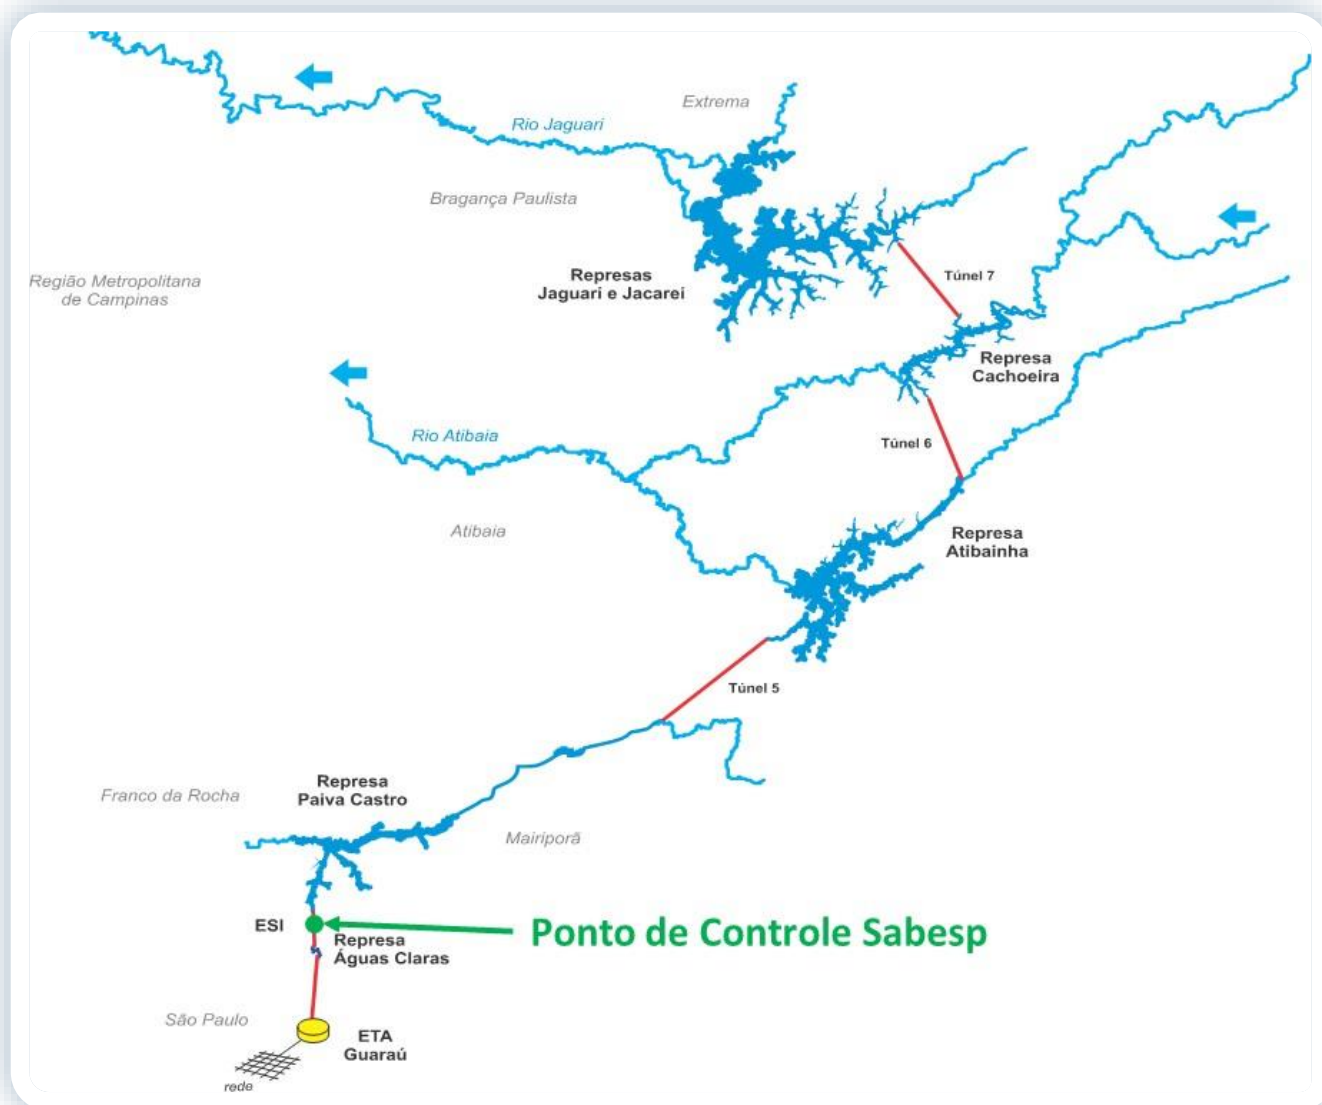 Extrema
Rio Jaguari
Bragança Paulista
Região Metropolitana
de Campinas
Represas
Jaguari e Jacarei
Túnel 7
Represa
Cachoeira
Rio Atibaia
Túnel 6
Atibaia
Represa
Atibainha
Túnel 5
Represa
Paiva Castro
Franco da Rocha
Mairiporã
ESI
Ponto de Controle Sabesp
Represa
Águas Claras
São Paulo
ETA
Guaraú
rede